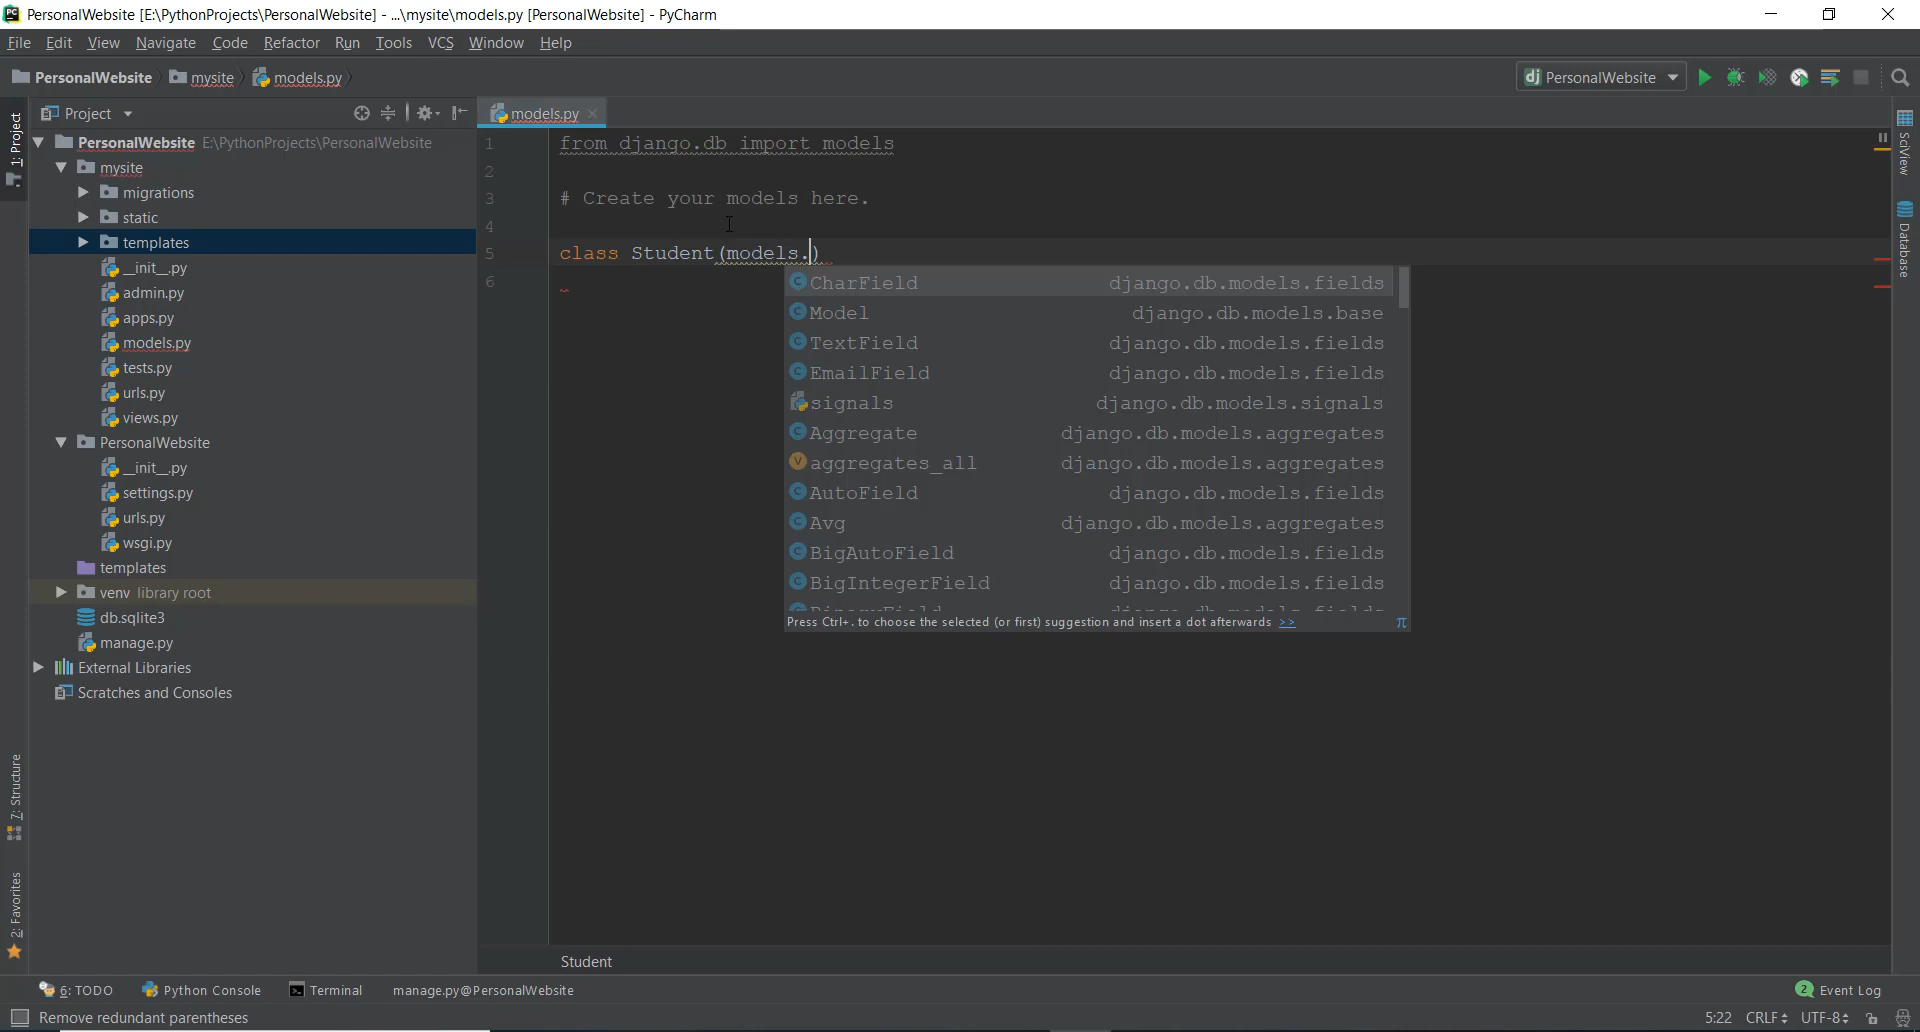 PersonalWebsite [E:\PythonProjects\PersonalWebsite] - ...\mysite\models.py [PersonalWebsite] - PyCharm
File Edit View Navigate Code Refactor Run Tools VCS Window Help
PersonalWebsite mysite models.py
dj PersonalWebsite
1: Project
Project
models.py
PersonalWebsite E:\PythonProjects\PersonalWebsite
mysite
migrations
static
templates
__init__.py
admin.py
apps.py
models.py
tests.py
urls.py
views.py
PersonalWebsite
__init__.py
settings.py
urls.py
wsgi.py
templates
venv library root
db.sqlite3
manage.py
External Libraries
Scratches and Consoles
1 from django.db import models
2
3 # Create your models here.
4
5 class Student(models.)
6
CharField django.db.models.fields
Model django.db.models.base
TextField django.db.models.fields
EmailField django.db.models.fields
signals django.db.models.signals
Aggregate django.db.models.aggregates
aggregates_all django.db.models.aggregates
AutoField django.db.models.fields
Avg django.db.models.aggregates
BigAutoField django.db.models.fields
BigIntegerField django.db.models.fields
Press Ctrl+. to choose the selected (or first) suggestion and insert a dot afterwards >> π
SciView
Database
7: Structure
2: Favorites
Student
6: TODO Python Console Terminal manage.py@PersonalWebsite 2 Event Log
Remove redundant parentheses 5:22 CRLF UTF-8